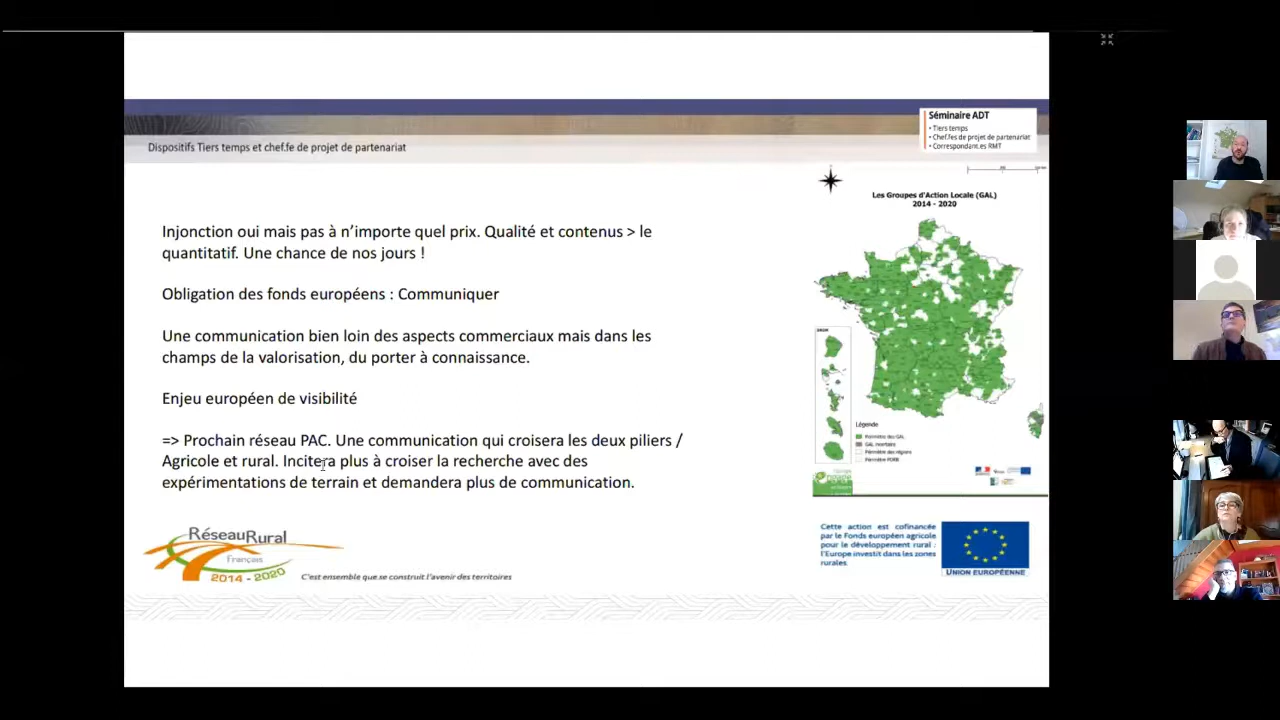 Séminaire ADT
• Tiers temps
• Chef.fes de projet de partenariat
• Correspondant.es RMT
Dispositifs Tiers temps et chef.fe de projet de partenariat
Les Groupes d'Action Locale (GAL)
2014 - 2020
Injonction oui mais pas à n'importe quel prix. Qualité et contenus > le
quantitatif. Une chance de nos jours !
Obligation des fonds européens : Communiquer
Une communication bien loin des aspects commerciaux mais dans les
champs de la valorisation, du porter à connaissance.
Enjeu européen de visibilité
=> Prochain réseau PAC. Une communication qui croisera les deux piliers /
Agricole et rural. Incitera plus à croiser la recherche avec des
expérimentations de terrain et demandera plus de communication.
Légende
Périmètre des GAL
Périmètre des régions
RéseauRural
Français
2014 - 2020
C'est ensemble que se construit l'avenir des territoires
Cette action est cofinancée
par le Fonds européen agricole
pour le développement rural :
l'Europe investit dans les zones
rurales.
UNION EUROPÉENNE